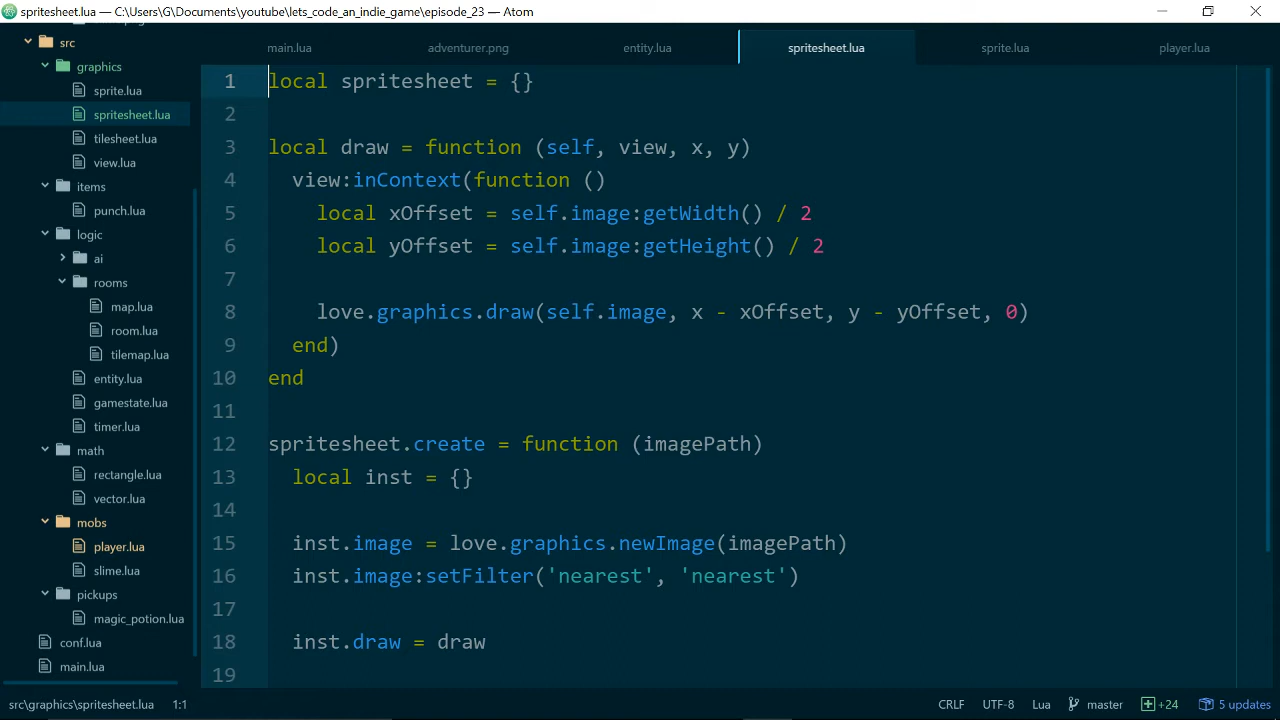 spritesheet.lua — C:\Users\G\Documents\youtube\lets_code_an_indie_game\episode_23 — Atom
src
graphics
sprite.lua
spritesheet.lua
tilesheet.lua
view.lua
items
punch.lua
logic
ai
rooms
map.lua
room.lua
tilemap.lua
entity.lua
gamestate.lua
timer.lua
math
rectangle.lua
vector.lua
mobs
player.lua
slime.lua
pickups
magic_potion.lua
conf.lua
main.lua
main.lua adventurer.png entity.lua spritesheet.lua sprite.lua player.lua
1 local spritesheet = {}
2
3 local draw = function (self, view, x, y)
4 view:inContext(function ()
5 local xOffset = self.image:getWidth() / 2
6 local yOffset = self.image:getHeight() / 2
7
8 love.graphics.draw(self.image, x - xOffset, y - yOffset, 0)
9 end)
10 end
11
12 spritesheet.create = function (imagePath)
13 local inst = {}
14
15 inst.image = love.graphics.newImage(imagePath)
16 inst.image:setFilter('nearest', 'nearest')
17
18 inst.draw = draw
19
src\graphics\spritesheet.lua 1:1 CRLF UTF-8 Lua master +24 5 updates